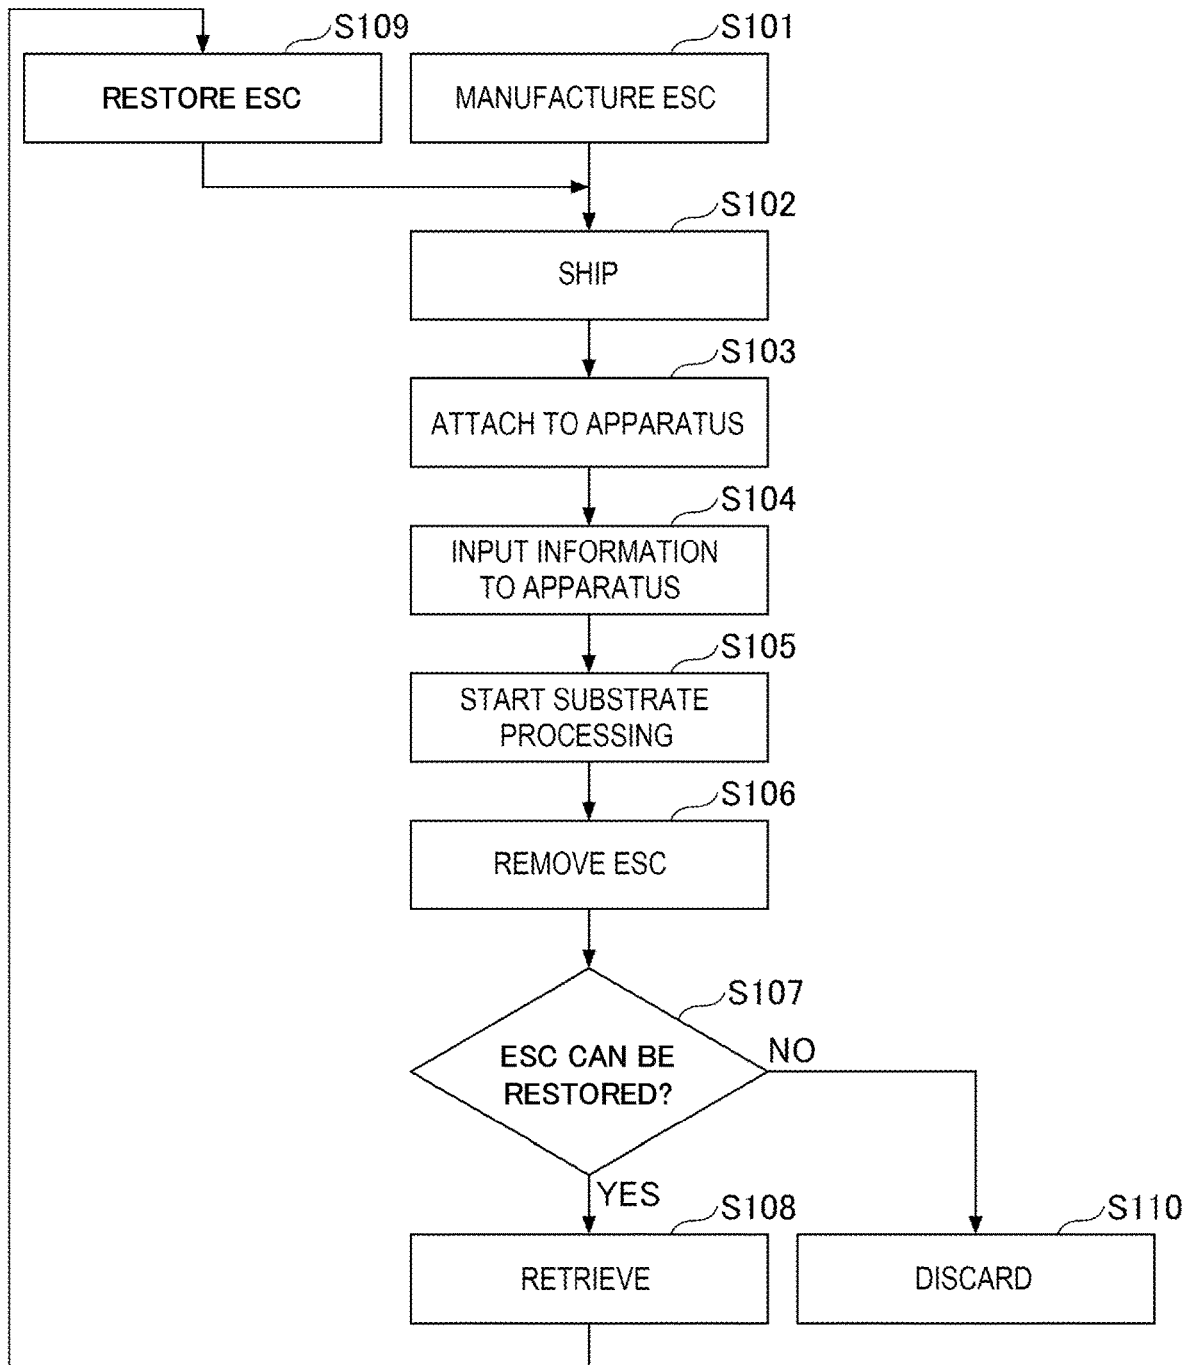 S109
RESTORE ESC
S101
MANUFACTURE ESC
S102
SHIP
S103
ATTACH TO APPARATUS
S104
INPUT INFORMATION
TO APPARATUS
S105
START SUBSTRATE
PROCESSING
S106
REMOVE ESC
S107
ESC CAN BE
RESTORED?
NO
YES
S108
RETRIEVE
S110
DISCARD